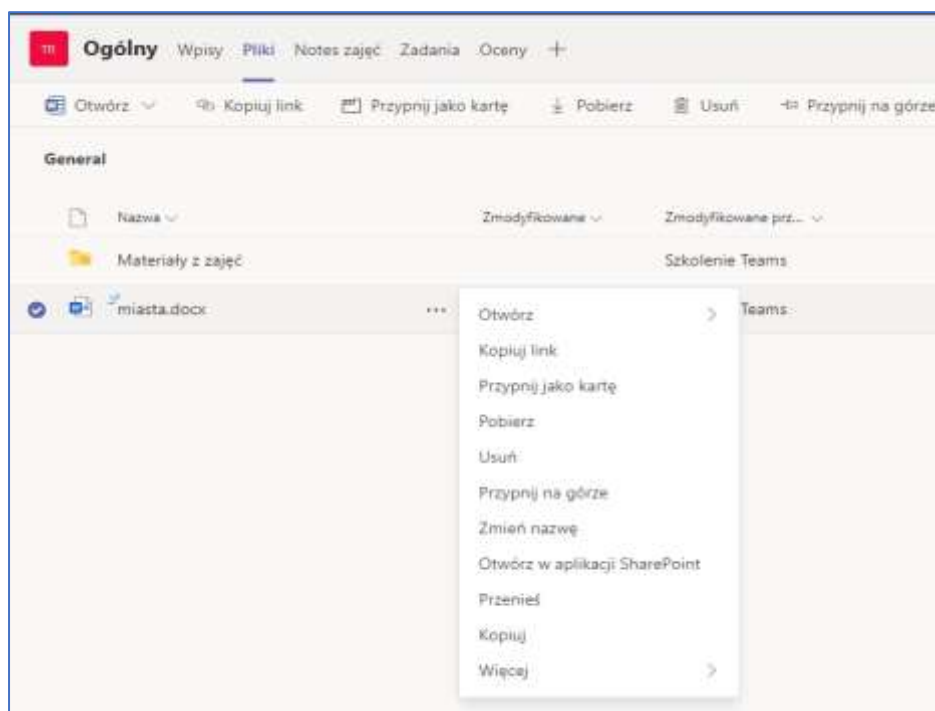 Ogólny Wpisy Pliki Notes zajęć Zadania Oceny +
Otwórz Kopiuj link Przypnij jako kartę Pobierz Usuń Przypnij na górze
General
Nazwa Zmodyfikowane Zmodyfikowane prz...
Materiały z zajęć Szkolenie Teams
miasta.docx ... Teams
Otwórz
Kopiuj link
Przypnij jako kartę
Pobierz
Usuń
Przypnij na górze
Zmień nazwę
Otwórz w aplikacji SharePoint
Przenieś
Kopiuj
Więcej